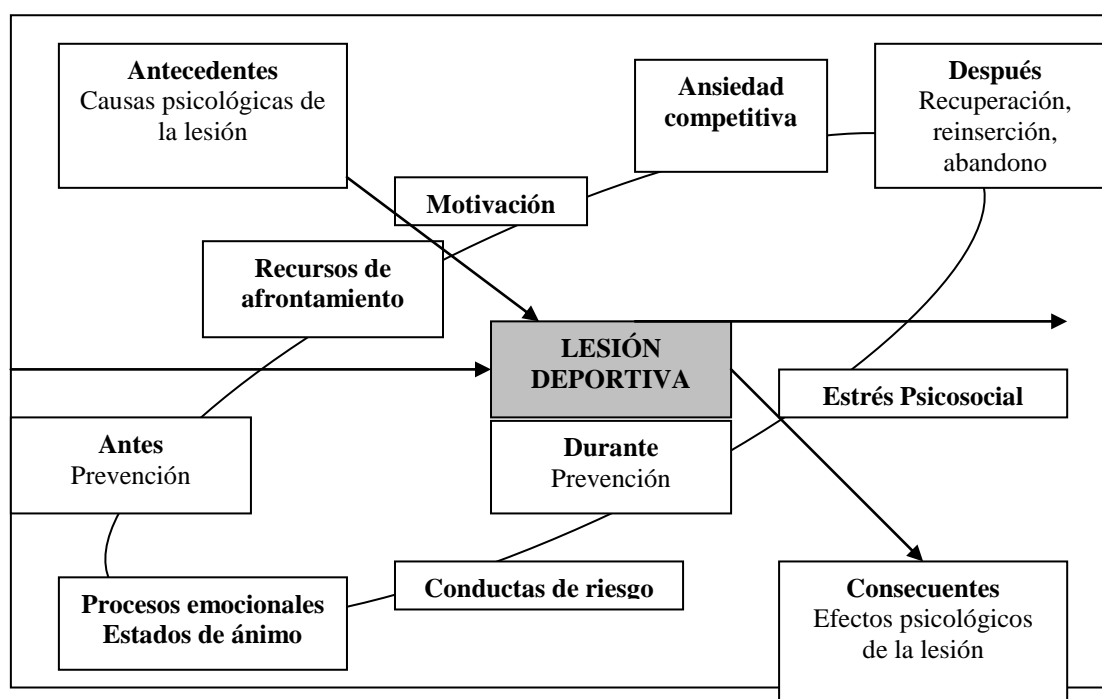 Antecedentes
Causas psicológicas de
la lesión
Ansiedad
competitiva
Después
Recuperación,
reinserción,
abandono
Motivación
Recursos de
afrontamiento
LESIÓN
DEPORTIVA
Estrés Psicosocial
Antes
Prevención
Durante
Prevención
Procesos emocionales
Estados de ánimo
Conductas de riesgo
Consecuentes
Efectos psicológicos
de la lesión